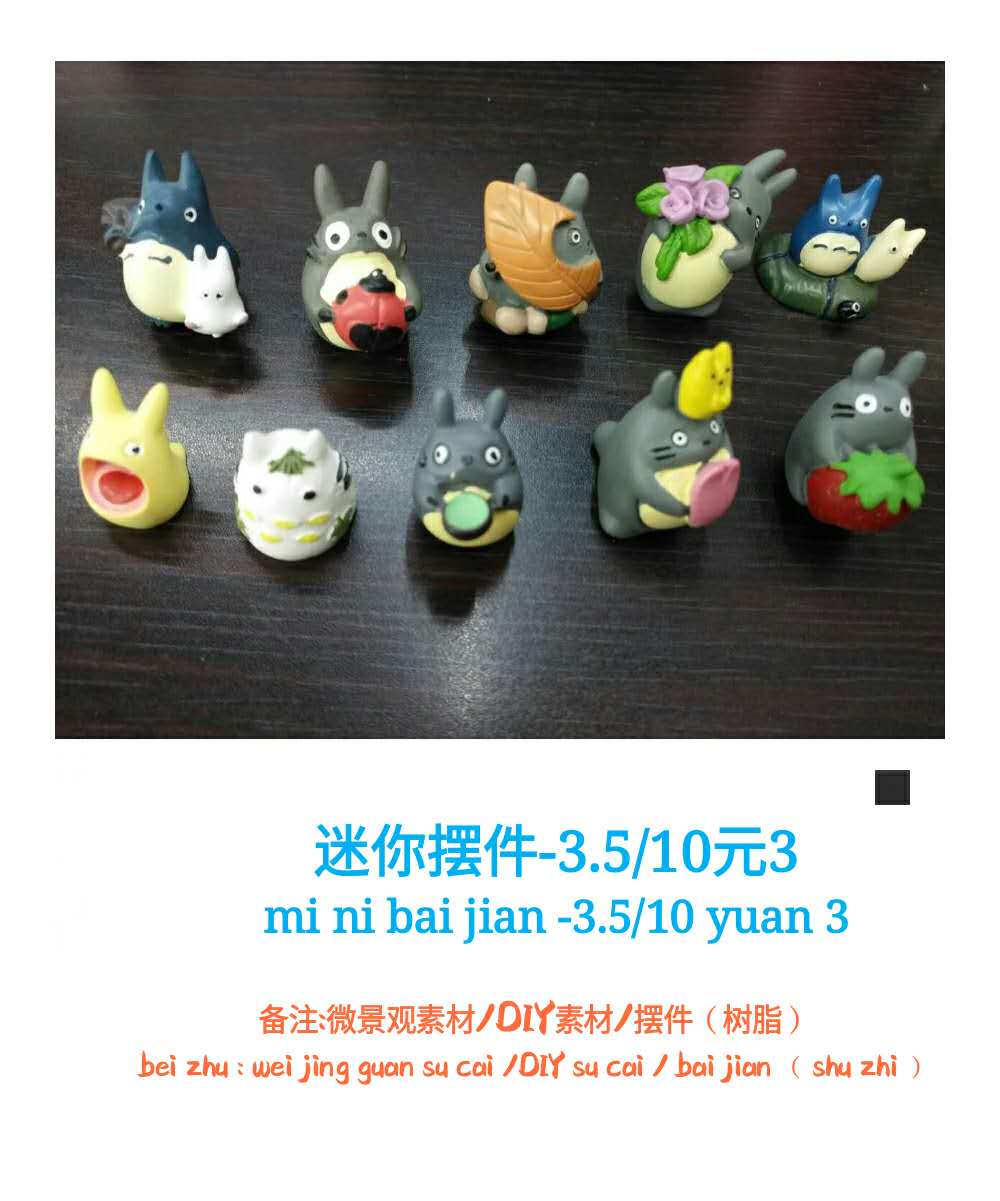 迷你摆件-3.5/10元3
mi ni bai jian -3.5/10 yuan 3
备注:微景观素材/DIY素材/摆件（树脂）
bei zhu : wei jing guan su cai /DIY su cai / bai jian （ shu zhi ）